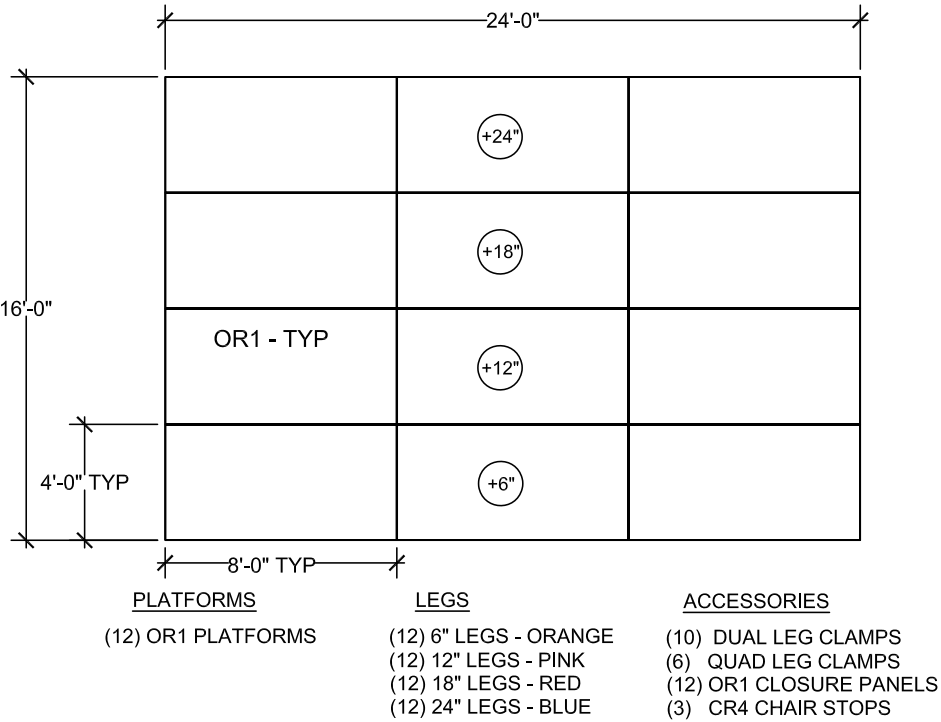 24'-0"
+24"
+18"
16'-0"
OR1 - TYP
+12"
4'-0" TYP
+6"
8'-0" TYP
PLATFORMS
(12) OR1 PLATFORMS
LEGS
(12) 6" LEGS - ORANGE
(12) 12" LEGS - PINK
(12) 18" LEGS - RED
(12) 24" LEGS - BLUE
ACCESSORIES
(10) DUAL LEG CLAMPS
(6) QUAD LEG CLAMPS
(12) OR1 CLOSURE PANELS
(3) CR4 CHAIR STOPS